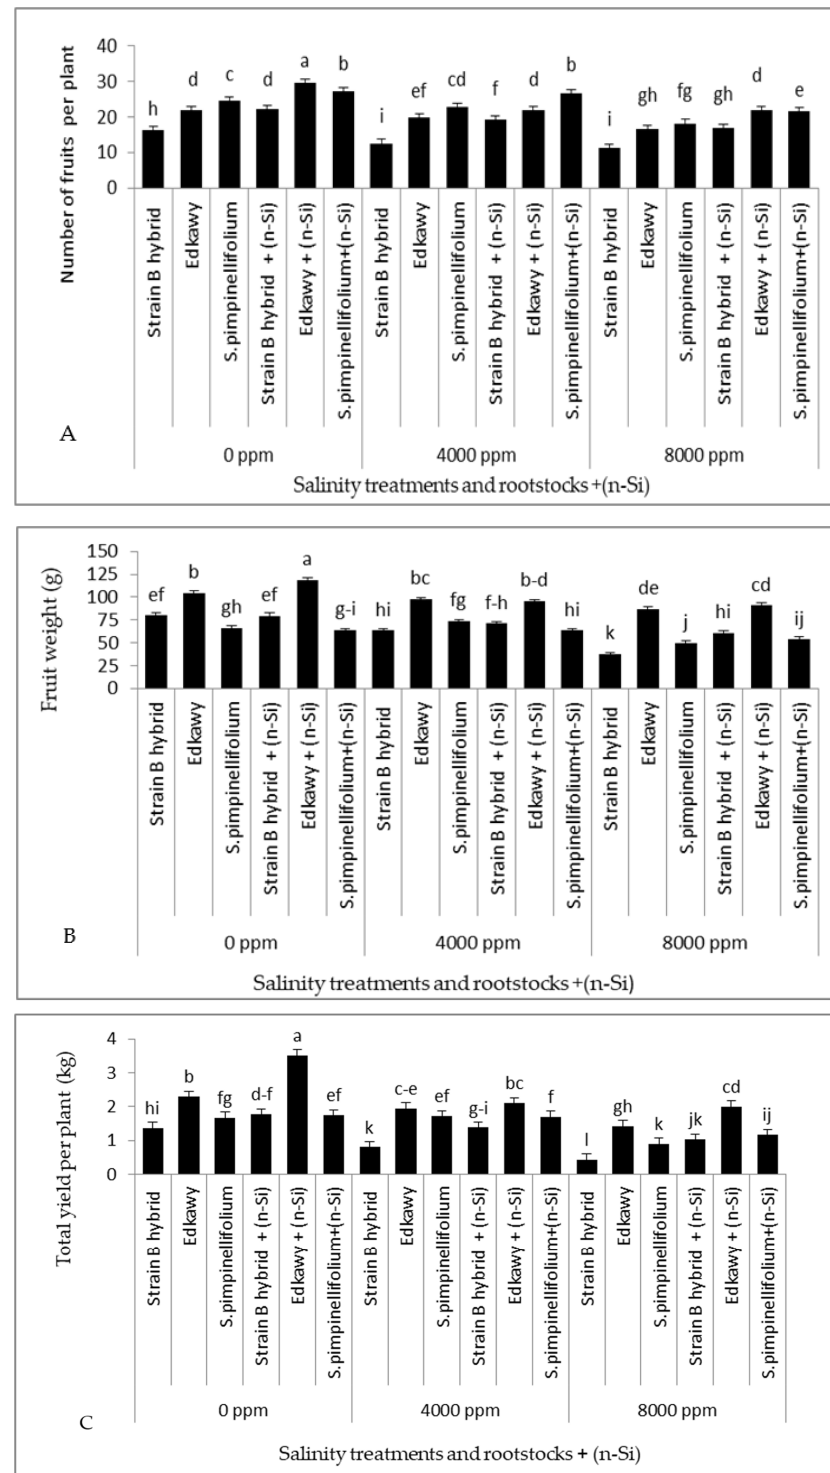 40
30
20
10
0
Number of fruits per plant
h
d
c
d
a
b
i
ef
cd
f
d
b
i
gh
fg
gh
d
e
Strain B hybrid
Edkawy
S.pimpinellifolium
Strain B hybrid + (n-Si)
Edkawy + (n-Si)
S.pimpinellifolium+(n-Si)
Strain B hybrid
Edkawy
S.pimpinellifolium
Strain B hybrid + (n-Si)
Edkawy + (n-Si)
S.pimpinellifolium+(n-Si)
Strain B hybrid
Edkawy
S.pimpinellifolium
Strain B hybrid + (n-Si)
Edkawy + (n-Si)
S.pimpinellifolium+(n-Si)
A
0 ppm
4000 ppm
8000 ppm
Salinity treatments and rootstocks +(n-Si)
150
125
100
75
50
25
0
Fruit weight (g)
ef
b
gh
ef
a
g-i
hi
bc
fg
f-h
b-d
hi
k
de
j
hi
cd
ij
Strain B hybrid
Edkawy
S.pimpinellifolium
Strain B hybrid + (n-Si)
Edkawy + (n-Si)
S.pimpinellifolium+(n-Si)
Strain B hybrid
Edkawy
S.pimpinellifolium
Strain B hybrid + (n-Si)
Edkawy + (n-Si)
S.pimpinellifolium+(n-Si)
Strain B hybrid
Edkawy
S.pimpinellifolium
Strain B hybrid + (n-Si)
Edkawy + (n-Si)
S.pimpinellifolium+(n-Si)
B
0 ppm
4000 ppm
8000 ppm
Salinity treatments and rootstocks +(n-Si)
4
3
2
1
0
Total yield per plant (kg)
hi
b
fg
d-f
a
ef
k
c-e
ef
g-i
bc
f
l
gh
k
jk
cd
ij
Strain B hybrid
Edkawy
S.pimpinellifolium
Strain B hybrid + (n-Si)
Edkawy + (n-Si)
S.pimpinellifolium+(n-Si)
Strain B hybrid
Edkawy
S.pimpinellifolium
Strain B hybrid + (n-Si)
Edkawy + (n-Si)
S.pimpinellifolium+(n-Si)
Strain B hybrid
Edkawy
S.pimpinellifolium
Strain B hybrid + (n-Si)
Edkawy + (n-Si)
S.pimpinellifolium+(n-Si)
C
0 ppm
4000 ppm
8000 ppm
Salinity treatments and rootstocks + (n-Si)